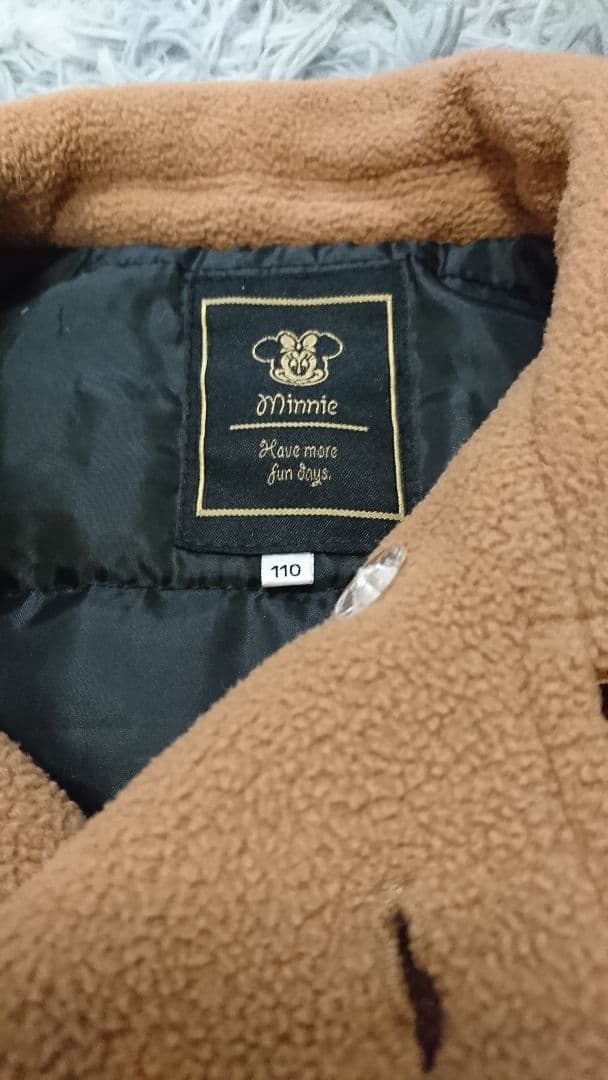 Minnie
Have more
fun days.
110